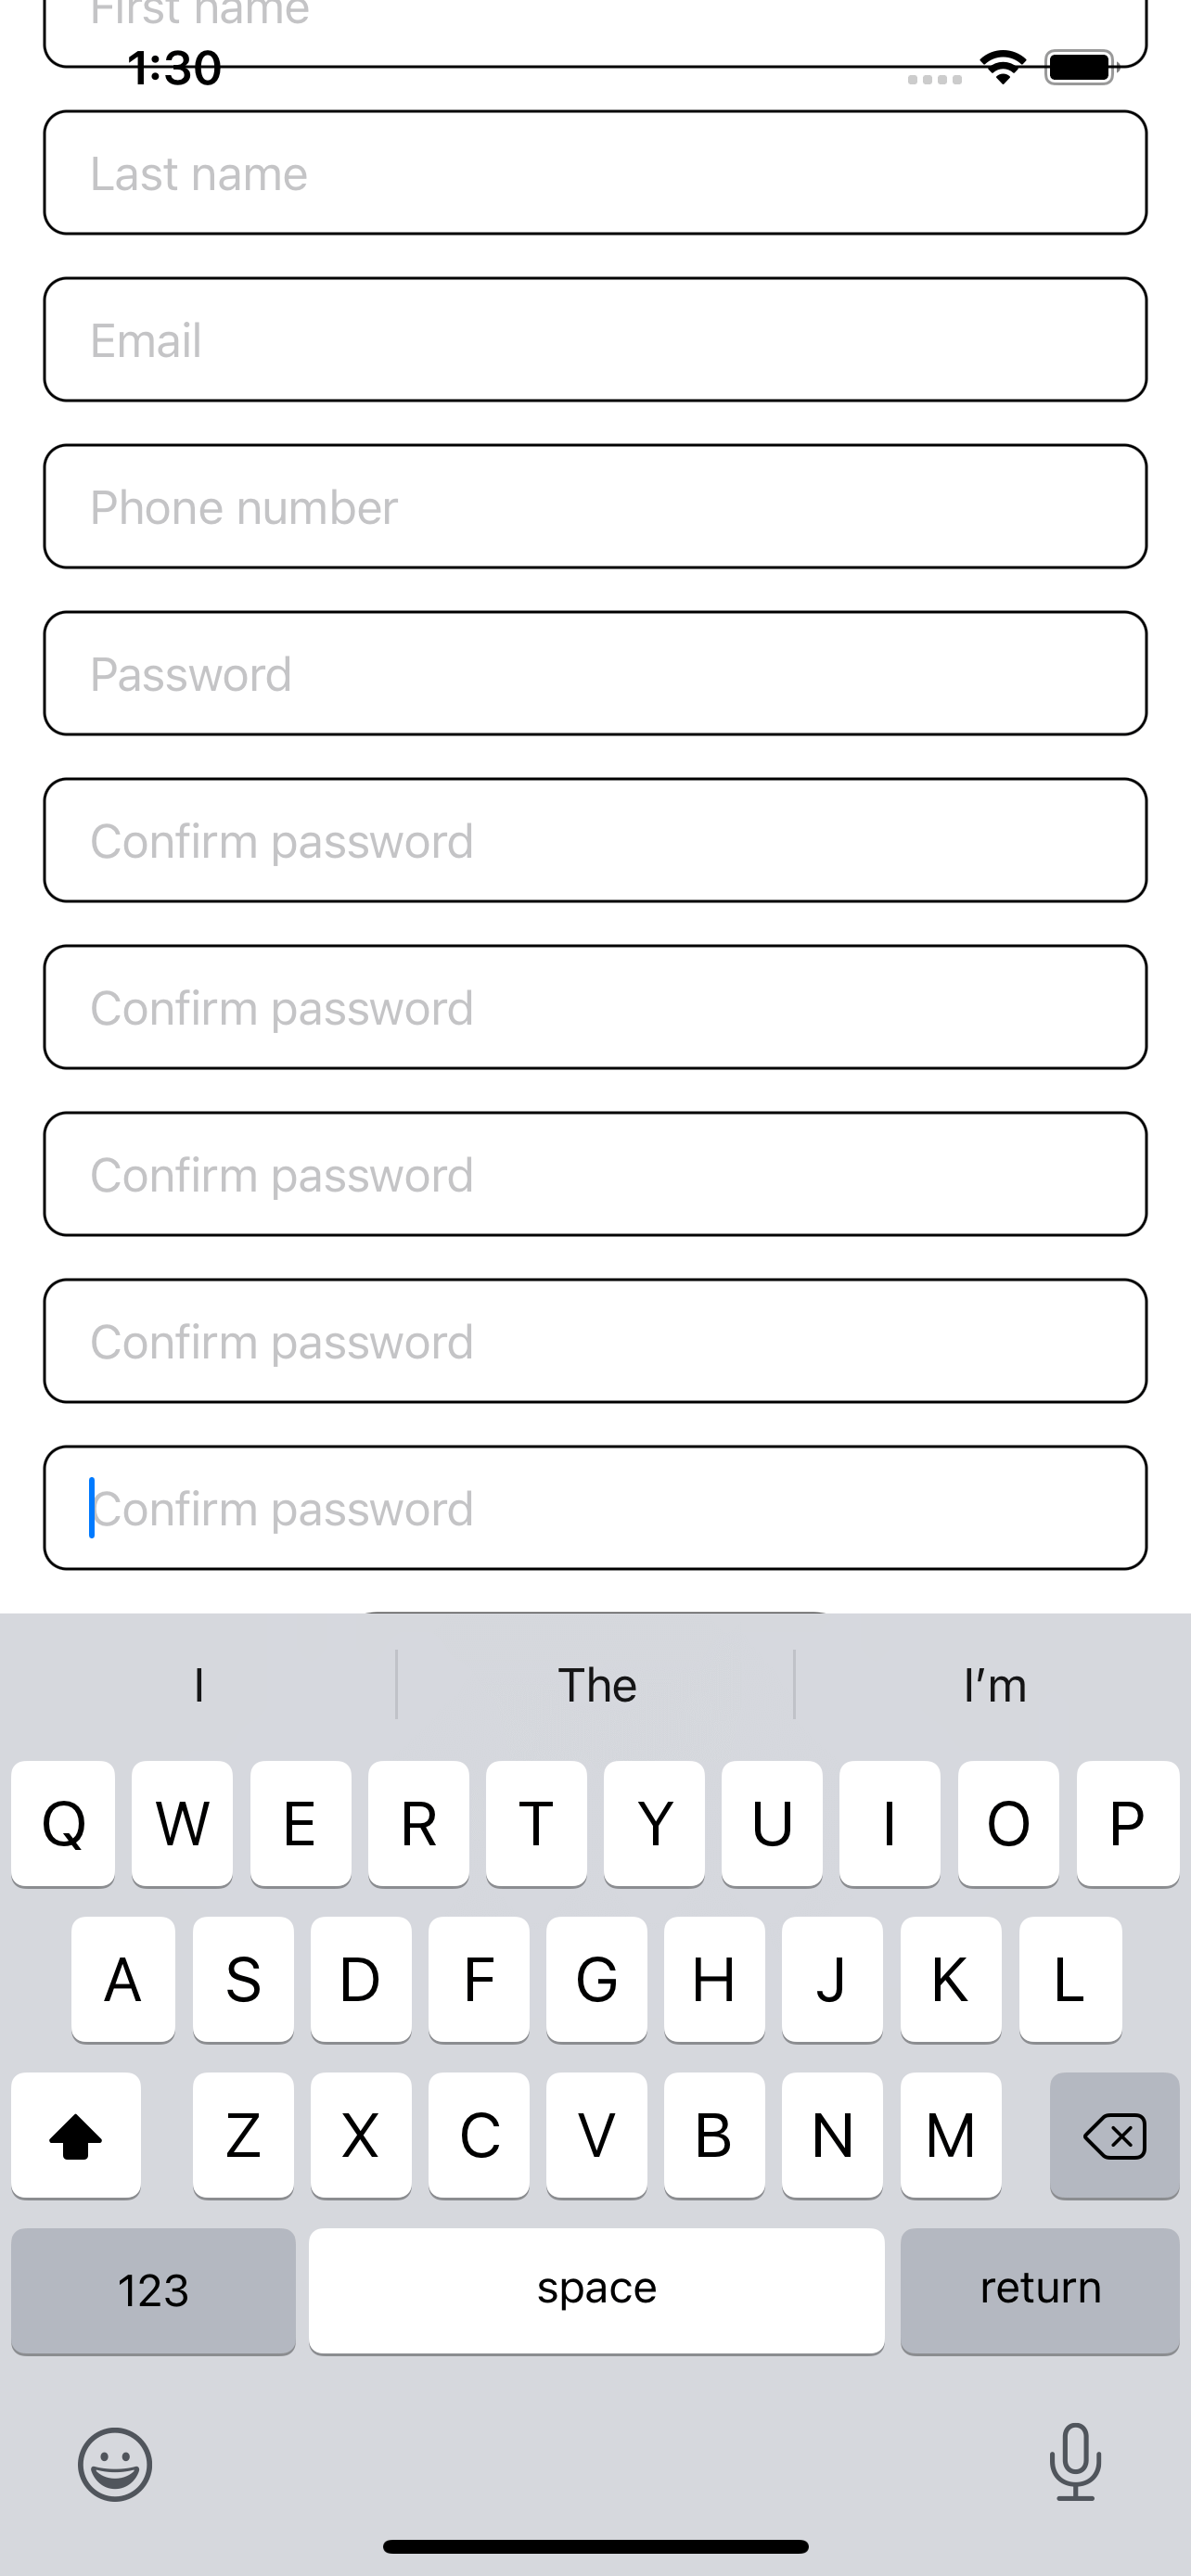 First name
1:30
Last name
Email
Phone number
Password
Confirm password
Confirm password
Confirm password
Confirm password
Confirm password
I The I’m
Q W E R T Y U I O P
A S D F G H J K L
Z X C V B N M
123 space return